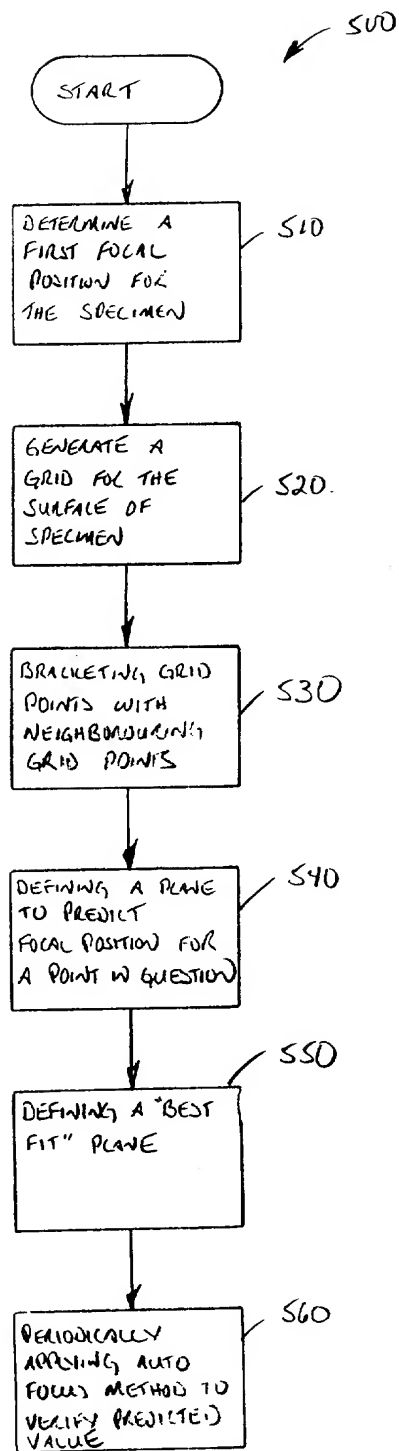 500
START
DETERMINE A
FIRST FOCAL
POSITION FOR
THE SPECIMEN
510
GENERATE A
GRID FOR THE
SURFACE OF
SPECIMEN
520.
BRACKETING GRID
POINTS WITH
NEIGHBOURING
GRID POINTS
530
DEFINING A PLANE
TO PREDICT
FOCAL POSITION FOR
A POINT IN QUESTION
540
DEFINING A "BEST
FIT" PLANE
550
PERIODICALLY
APPLYING AUTO
FOCUS METHOD TO
VERIFY PREDICTED
VALUE
560